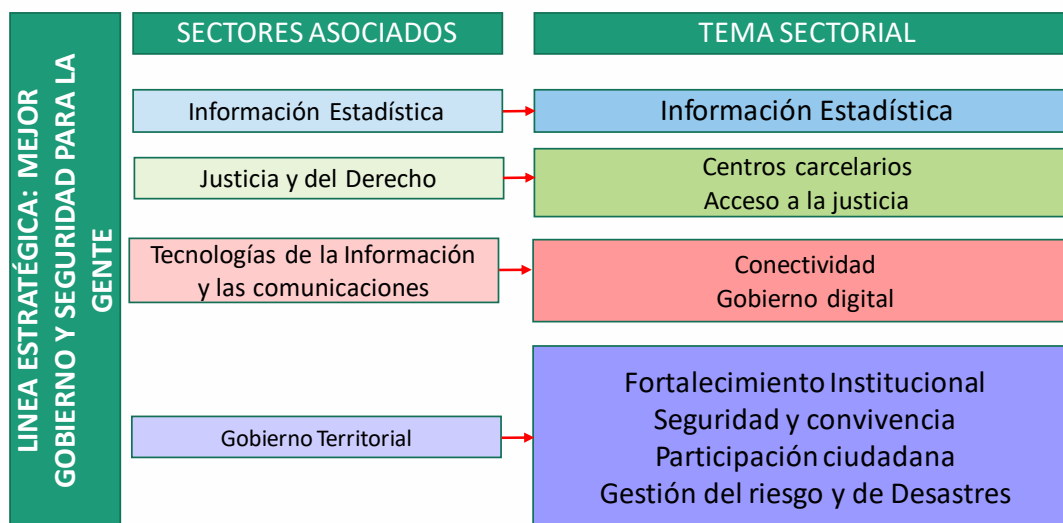 LINEA ESTRATÉGICA: MEJOR
GOBIERNO Y SEGURIDAD PARA LA
GENTE
SECTORES ASOCIADOS
TEMA SECTORIAL
Información Estadística
Información Estadística
Justicia y del Derecho
Centros carcelarios
Acceso a la justicia
Tecnologías de la Información
y las comunicaciones
Conectividad
Gobierno digital
Gobierno Territorial
Fortalecimiento Institucional
Seguridad y convivencia
Participación ciudadana
Gestión del riesgo y de Desastres